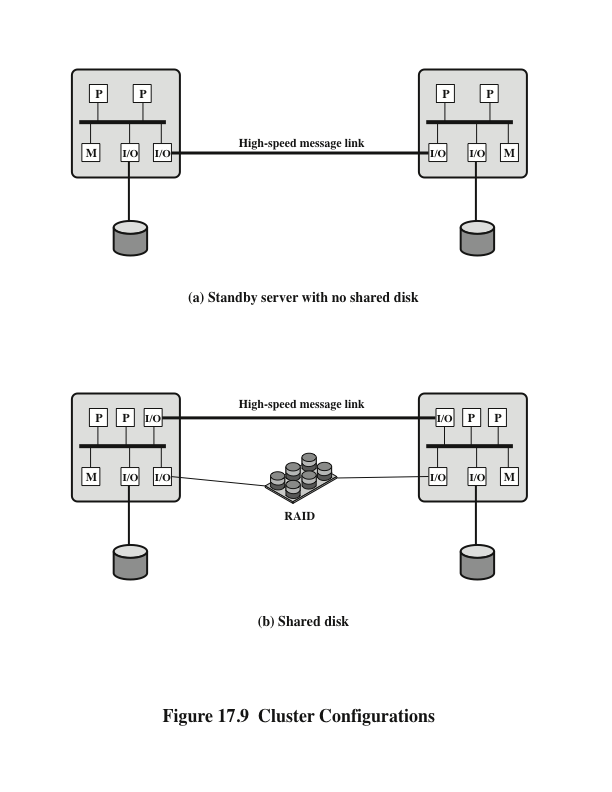 P P P P
High-speed message link
M I/O I/O I/O I/O M
(a) Standby server with no shared disk
High-speed message link
P P I/O I/O P P
M I/O I/O I/O I/O M
RAID
(b) Shared disk
Figure 17.9 Cluster Configurations